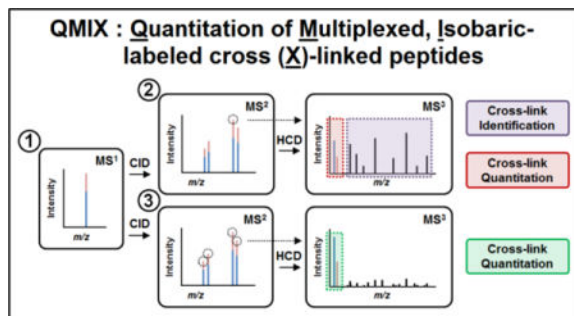 QMIX : Quantitation of Multiplexed, Isobaric-
labeled cross (X)-linked peptides
1
MS1
Intensity
m/z
CID
CID
2
MS2
Intensity
m/z
HCD
MS3
Intensity
m/z
Cross-link
Identification
Cross-link
Quantitation
3
MS2
Intensity
m/z
HCD
MS3
Intensity
m/z
Cross-link
Quantitation